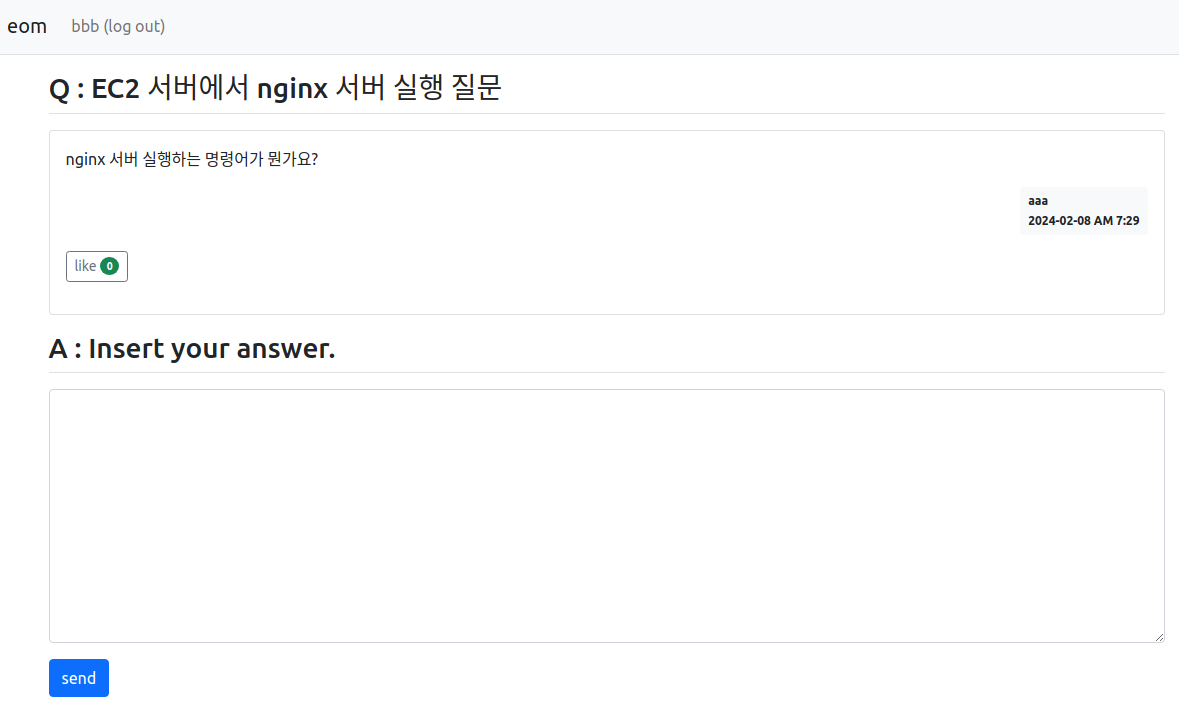 eom bbb (log out)
Q : EC2 서버에서 nginx 서버 실행 질문
nginx 서버 실행하는 명령어가 뭔가요?
aaa
2024-02-08 AM 7:29
like 0
A : Insert your answer.
send